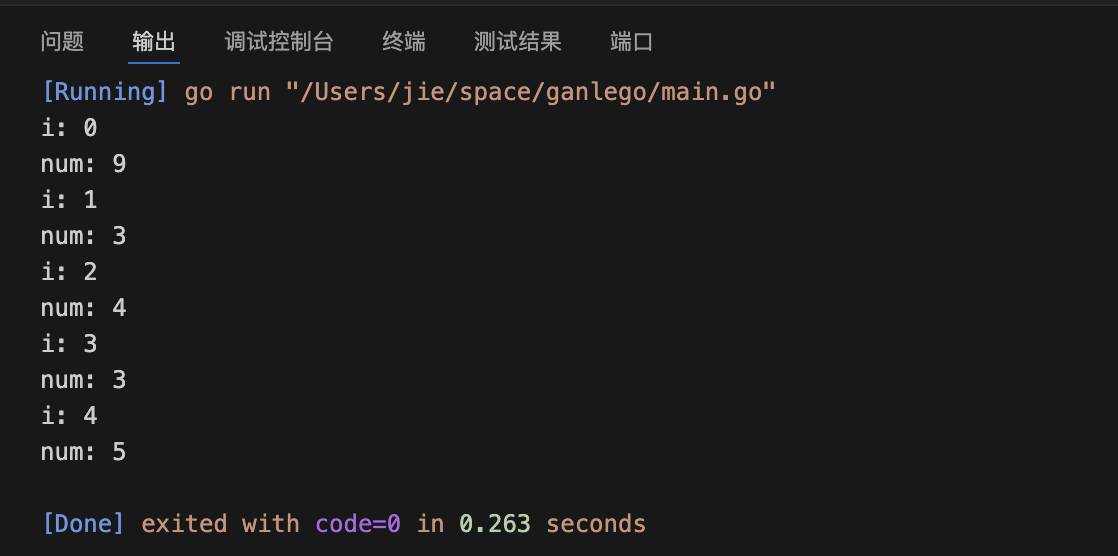 问题 输出 调试控制台 终端 测试结果 端口
[Running] go run "/Users/jie/space/ganlego/main.go"
i: 0
num: 9
i: 1
num: 3
i: 2
num: 4
i: 3
num: 3
i: 4
num: 5
[Done] exited with code=0 in 0.263 seconds